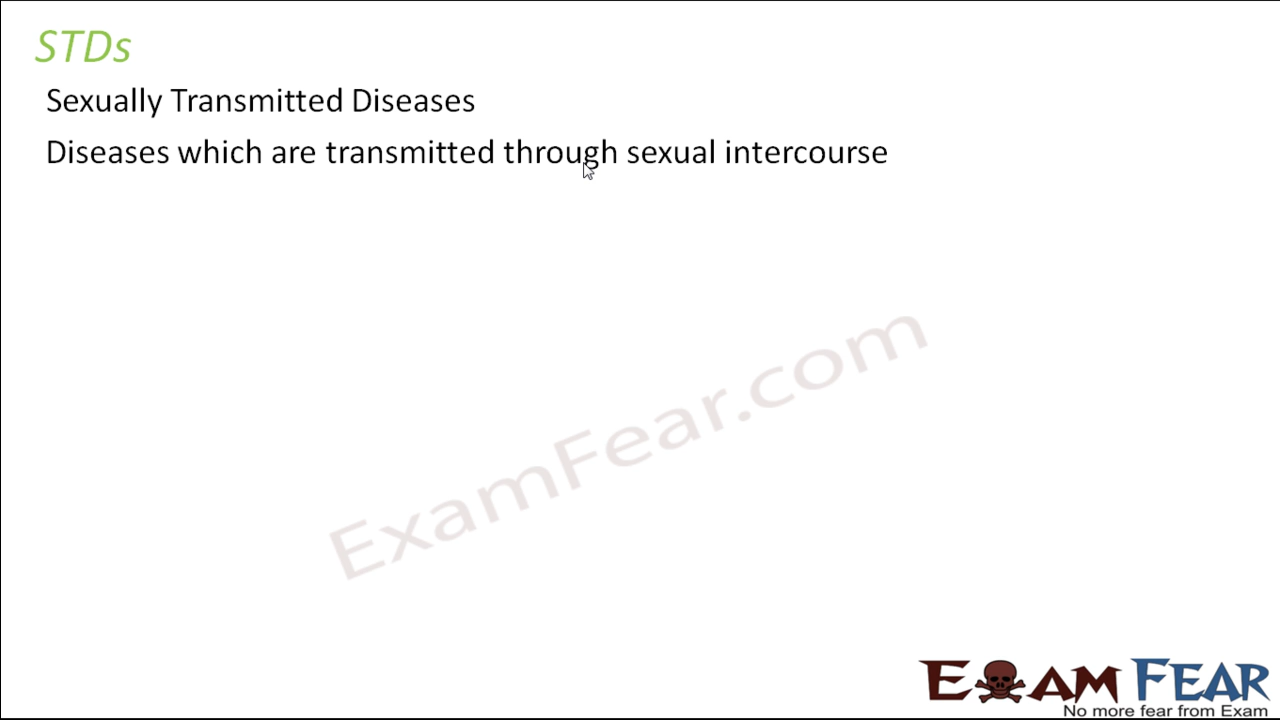 STDs
Sexually Transmitted Diseases
Diseases which are transmitted through sexual intercourse
ExamFear.com
EXAM FEAR
No more fear from Exam